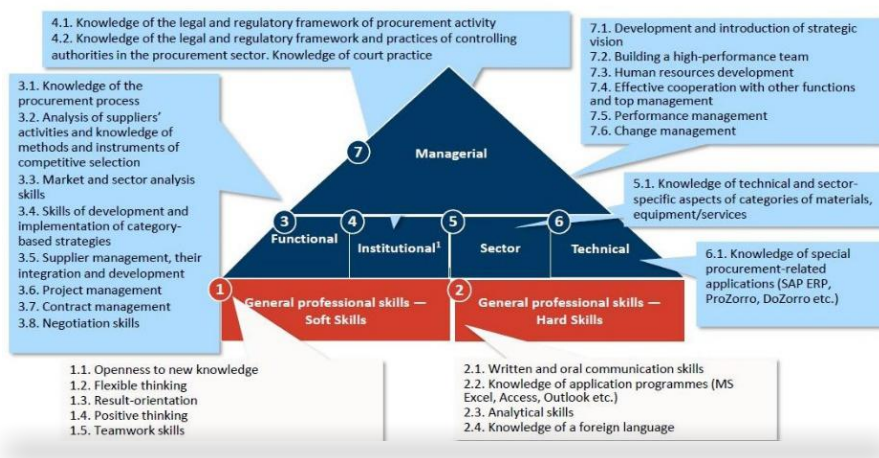 4.1. Knowledge of the legal and regulatory framework of procurement activity
4.2. Knowledge of the legal and regulatory framework and practices of controlling
authorities in the procurement sector. Knowledge of court practice
7.1. Development and introduction of strategic
vision
7.2. Building a high-performance team
7.3. Human resources development
7.4. Effective cooperation with other functions
and top management
7.5. Performance management
7.6. Change management
3.1. Knowledge of the
procurement process
3.2. Analysis of suppliers'
activities and knowledge of
methods and instruments of
competitive selection
3.3. Market and sector analysis
skills
3.4. Skills of development and
implementation of category-
based strategies
3.5. Supplier management, their
integration and development
3.6. Project management
3.7. Contract management
3.8. Negotiation skills
7
Managerial
5.1. Knowledge of technical and sector-
specific aspects of categories of materials,
equipment/services
3
Functional
4
Institutional¹
5
Sector
6
Technical
6.1. Knowledge of special
procurement-related
applications (SAP ERP,
ProZorro, DoZorro etc.)
1
General professional skills —
Soft Skills
2
General professional skills —
Hard Skills
1.1. Openness to new knowledge
1.2. Flexible thinking
1.3. Result-orientation
1.4. Positive thinking
1.5. Teamwork skills
2.1. Written and oral communication skills
2.2. Knowledge of application programmes (MS
Excel, Access, Outlook etc.)
2.3. Analytical skills
2.4. Knowledge of a foreign language